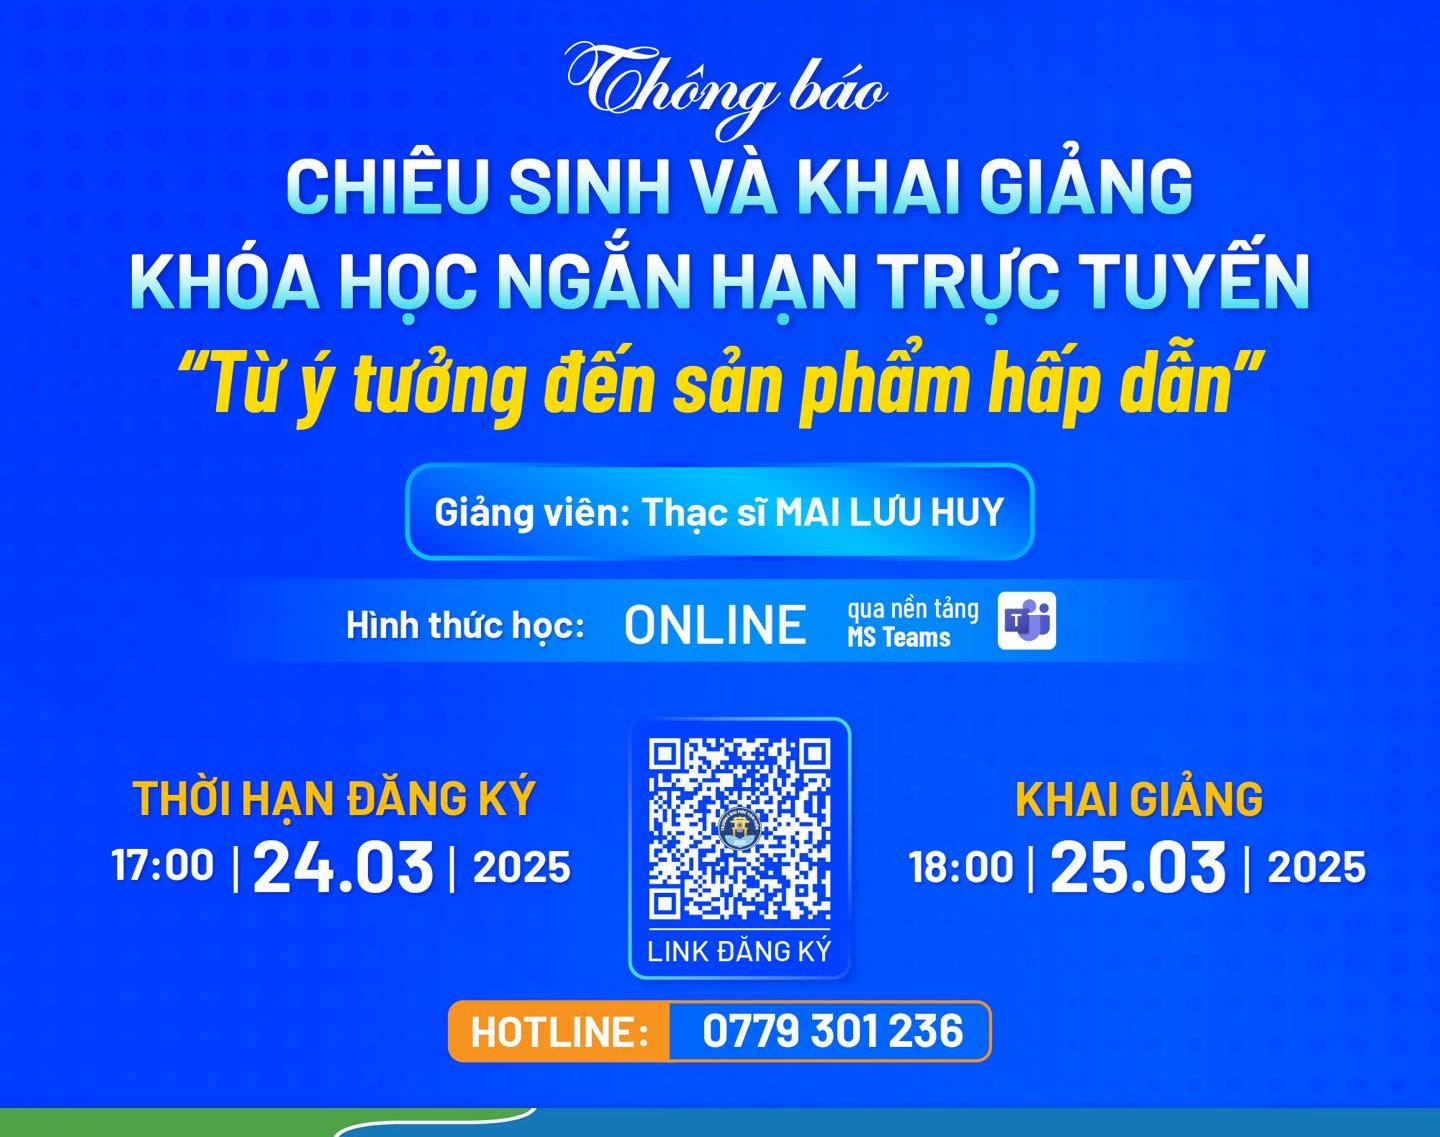 Thông báo
CHIÊU SINH VÀ KHAI GIẢNG
KHÓA HỌC NGẮN HẠN TRỰC TUYẾN
“Từ ý tưởng đến sản phẩm hấp dẫn”
Giảng viên: Thạc sĩ MAI LƯU HUY
Hình thức học: ONLINE
qua nền tảng
MS Teams
T
THỜI HẠN ĐĂNG KÝ
17:00 | 24.03 | 2025
LINK ĐĂNG KÝ
KHAI GIẢNG
18:00 | 25.03 | 2025
HOTLINE: 0779 301 236